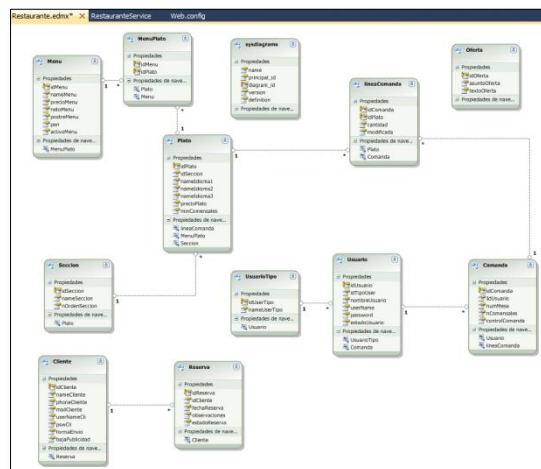 Restaurante.edmx*
RestauranteService
Web.config
Menu
Propiedades
idMenu
nameMenu
precioMenu
notoMenu
postreMenu
pan
activoMenu
Propiedades de nave...
MenuPlato
MenuPlato
Propiedades
idMenu
idPlato
Propiedades de nave...
Plato
Menu
sysdiagrams
Propiedades
name
principal_id
diagram_id
version
definition
Propiedades de nave...
lineaComanda
Propiedades
idComanda
idPlato
cantidad
modificada
Propiedades de nave...
Plato
Comanda
Oferta
Propiedades
idOferta
asuntoOferta
textoOferta
Propiedades de nave...
Plato
Propiedades
idPlato
idSeccion
nameIdioma1
nameIdioma2
nameIdioma3
precioPlato
minComensales
Propiedades de nave...
lineaComanda
MenuPlato
Seccion
Seccion
Propiedades
idSeccion
nameSeccion
nOrdenSeccion
Propiedades de nave...
Plato
UsuarioTipo
Propiedades
idUserTipo
nameUserTipo
Propiedades de nave...
Usuario
Usuario
Propiedades
idUsuario
idTipoUser
nombreUsuario
userName
password
estadoUsuario
Propiedades de nave...
UsuarioTipo
Comanda
Comanda
Propiedades
idComanda
idUsuario
numMesa
nComensales
controlComanda
Propiedades de nave...
Usuario
lineaComanda
Cliente
Propiedades
idCliente
nameCliente
phoneCliente
mailCliente
userNameCli
pswCli
formaEnvio
bajaPublicidad
Propiedades de nave...
Reserva
Reserva
Propiedades
idReserva
idCliente
fechaReserva
observaciones
estadoReserva
Propiedades de nave...
Cliente